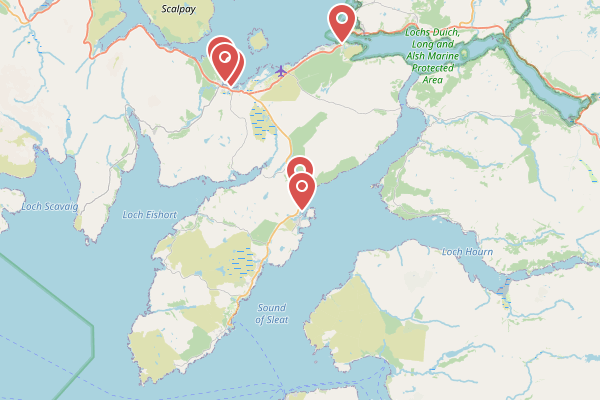 Scalpay
Lochs Duich,
Long and
Alsh Marine
Protected
Area
Loch Scavaig
Loch Eishort
Loch Hourn
Sound
of Sleat